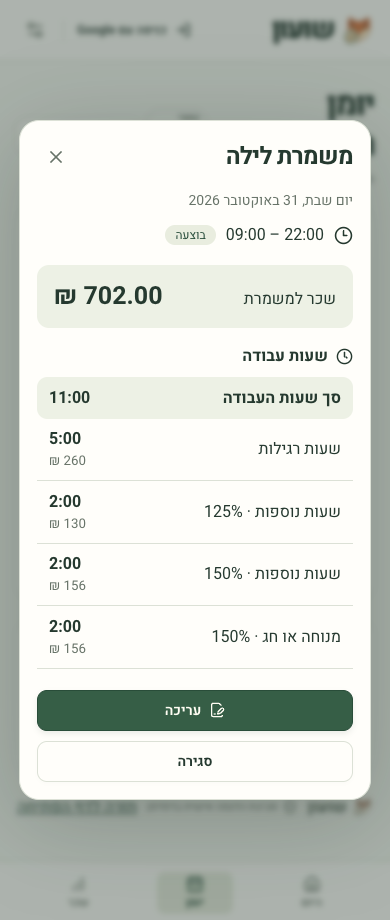 שועון
יומן
משמרת לילה
יום שבת, 31 באוקטובר 2026
22:00 – 09:00 בוצעה
שכר למשמרת
702.00 ₪
שעות עבודה
סך שעות העבודה
11:00
שעות רגילות
5:00
260 ₪
שעות נוספות · 125%
2:00
130 ₪
שעות נוספות · 150%
2:00
156 ₪
מנוחה או חג · 150%
2:00
156 ₪
עריכה
סגירה